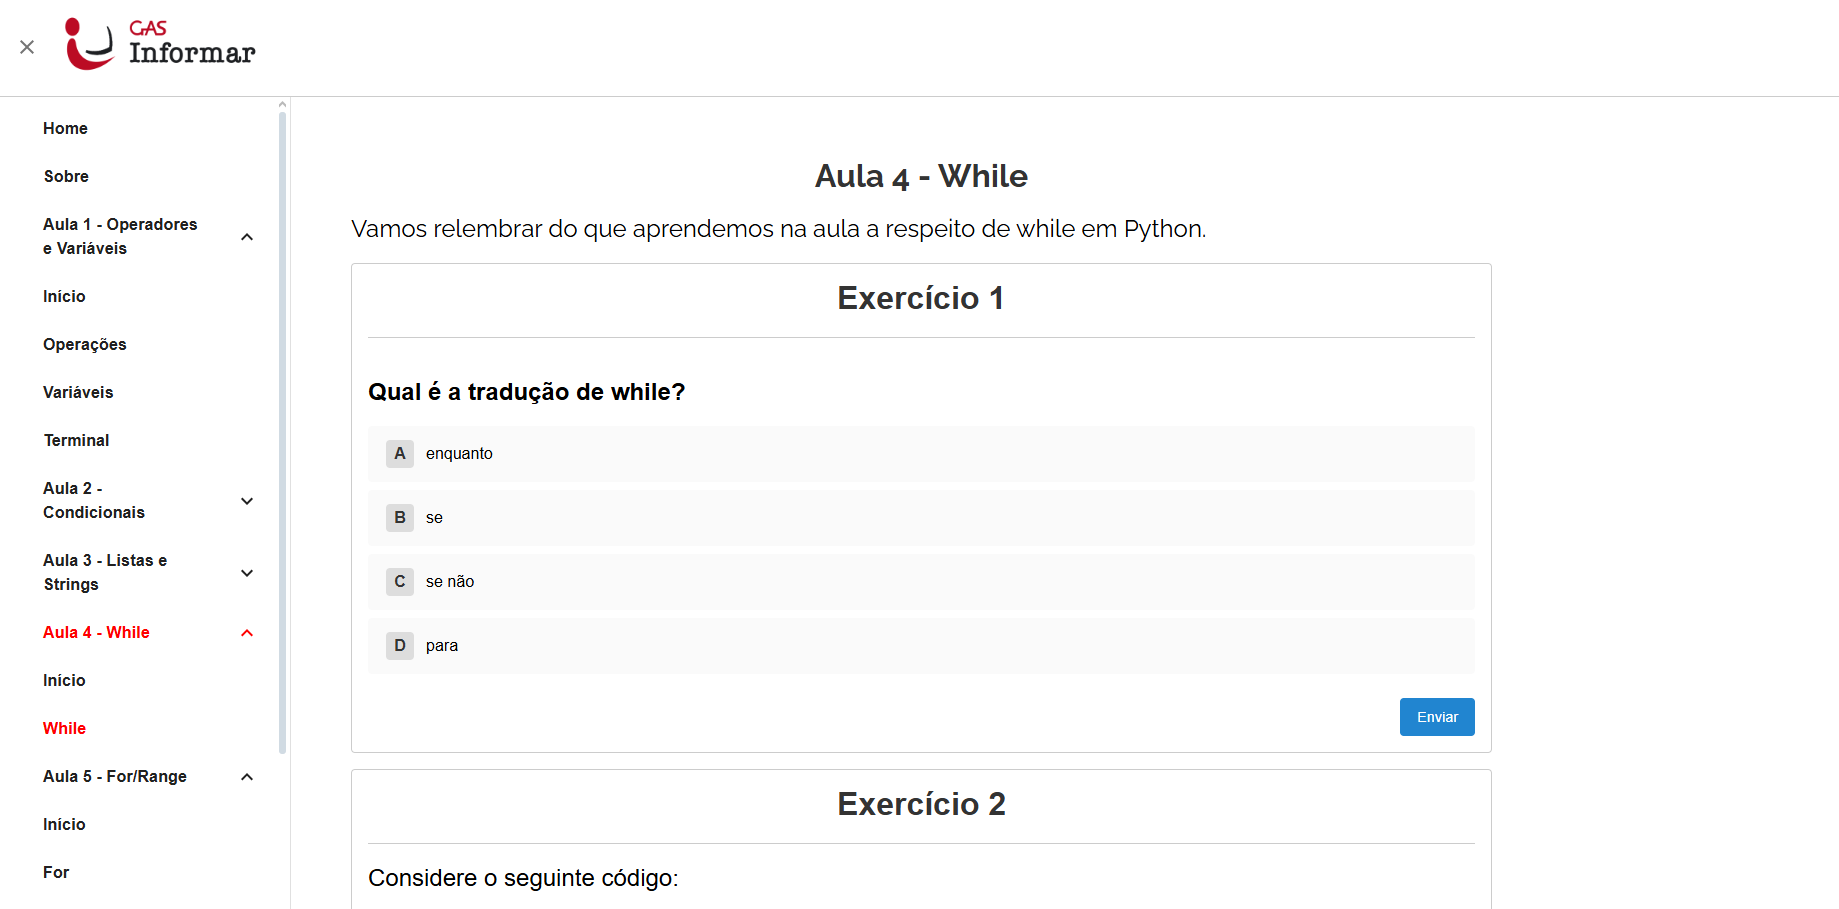 GAS
Informar
Home
Sobre
Aula 1 - Operadores
e Variáveis
Início
Operações
Variáveis
Terminal
Aula 2 -
Condicionais
Aula 3 - Listas e
Strings
Aula 4 - While
Início
While
Aula 5 - For/Range
Início
For
Aula 4 - While
Vamos relembrar do que aprendemos na aula a respeito de while em Python.
Exercício 1
Qual é a tradução de while?
A enquanto
B se
C se não
D para
Enviar
Exercício 2
Considere o seguinte código: